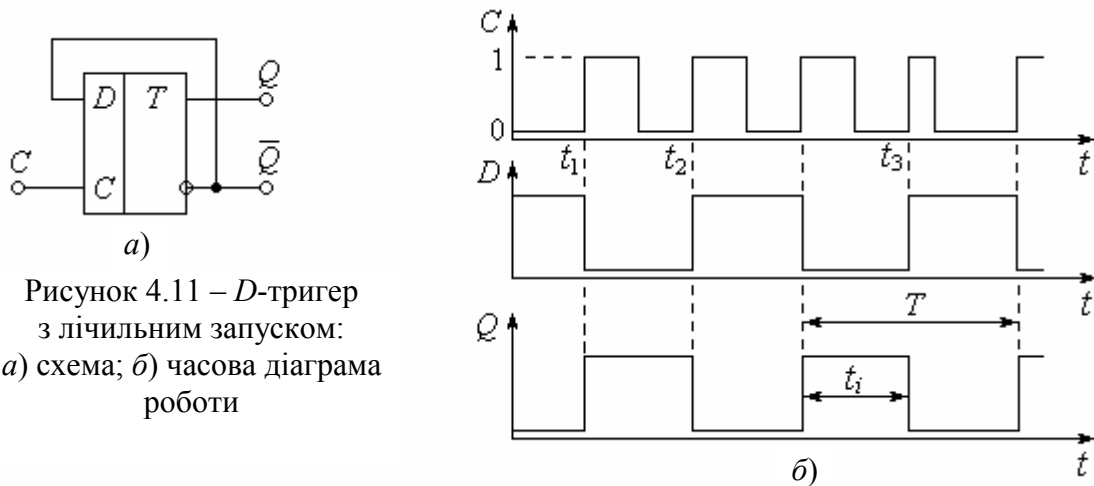 D T
Q
C
C
Q̅
а)
Рисунок 4.11 – D-тригер
з лічильним запуском:
а) схема; б) часова діаграма
роботи
C
1
0
t₁ t₂ t₃ t
D
t
Q
T
tᵢ
t
б)